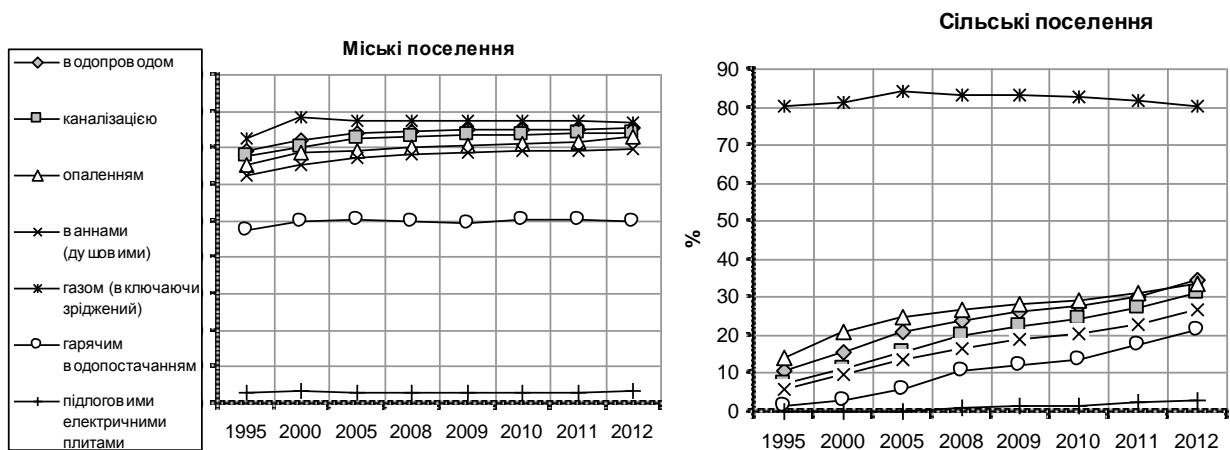 Сільські поселення
Міські поселення
водопроводом
каналізацією
опаленням
ваннами
(душовими)
газом (включаючи
зріджений)
гарячим
водопостачанням
підлоговими
електричними
плитами
1995 2000 2005 2008 2009 2010 2011 2012
%
90
80
70
60
50
40
30
20
10
0
1995 2000 2005 2008 2009 2010 2011 2012